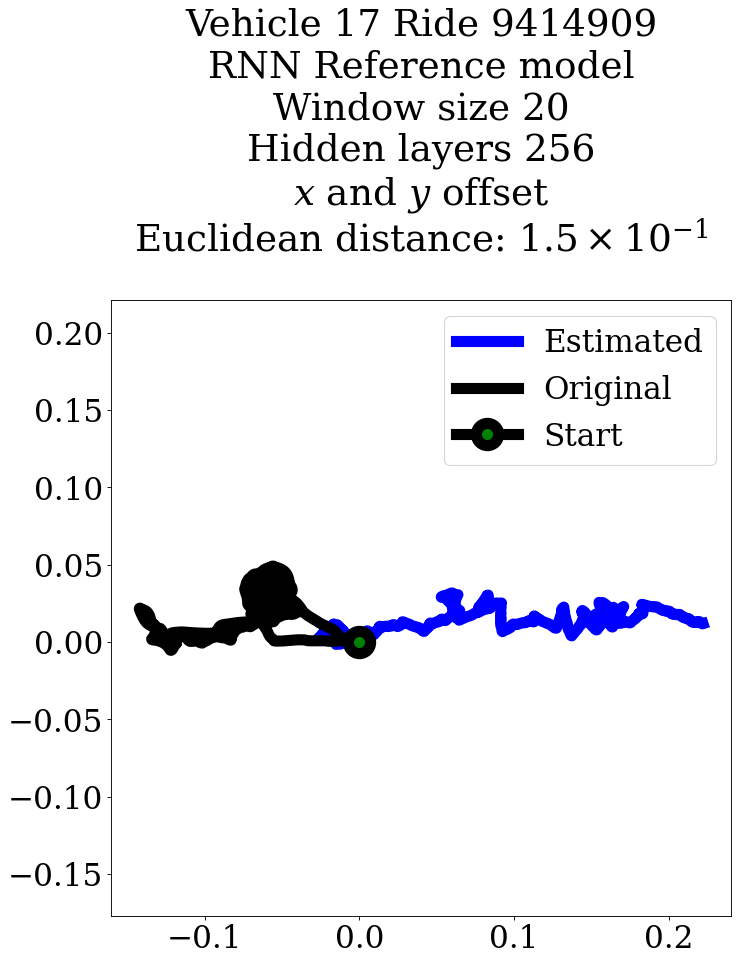 Vehicle 17 Ride 9414909
RNN Reference model
Window size 20
Hidden layers 256
x and y offset
Euclidean distance: 1.5 × 10⁻¹
Estimated
Original
Start
0.20
0.15
0.10
0.05
0.00
−0.05
−0.10
−0.15
−0.1 0.0 0.1 0.2